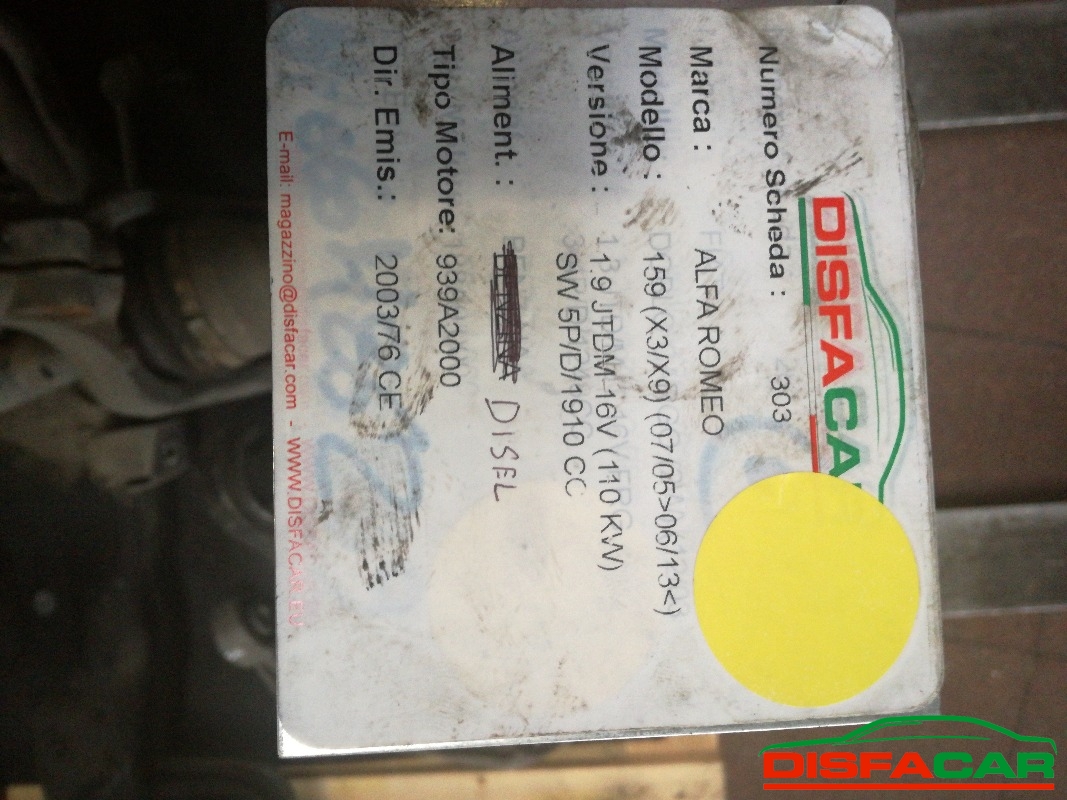 DISFACA
Numero Scheda : 303
Marca : ALFA ROMEO
Modello : 159 (X3/X9) (07/05>06/13<)
Versione : 1.9 JTDM 16V (110 KW)
SW 5P/D/1910 CC
Aliment. : BENZINA DISEL
Tipo Motore: 939A2000
Dir. Emis.: 2003/76 CE
E-mail: magazzino@disfacar.com - WWW.DISFACAR.EU
DISFACAR